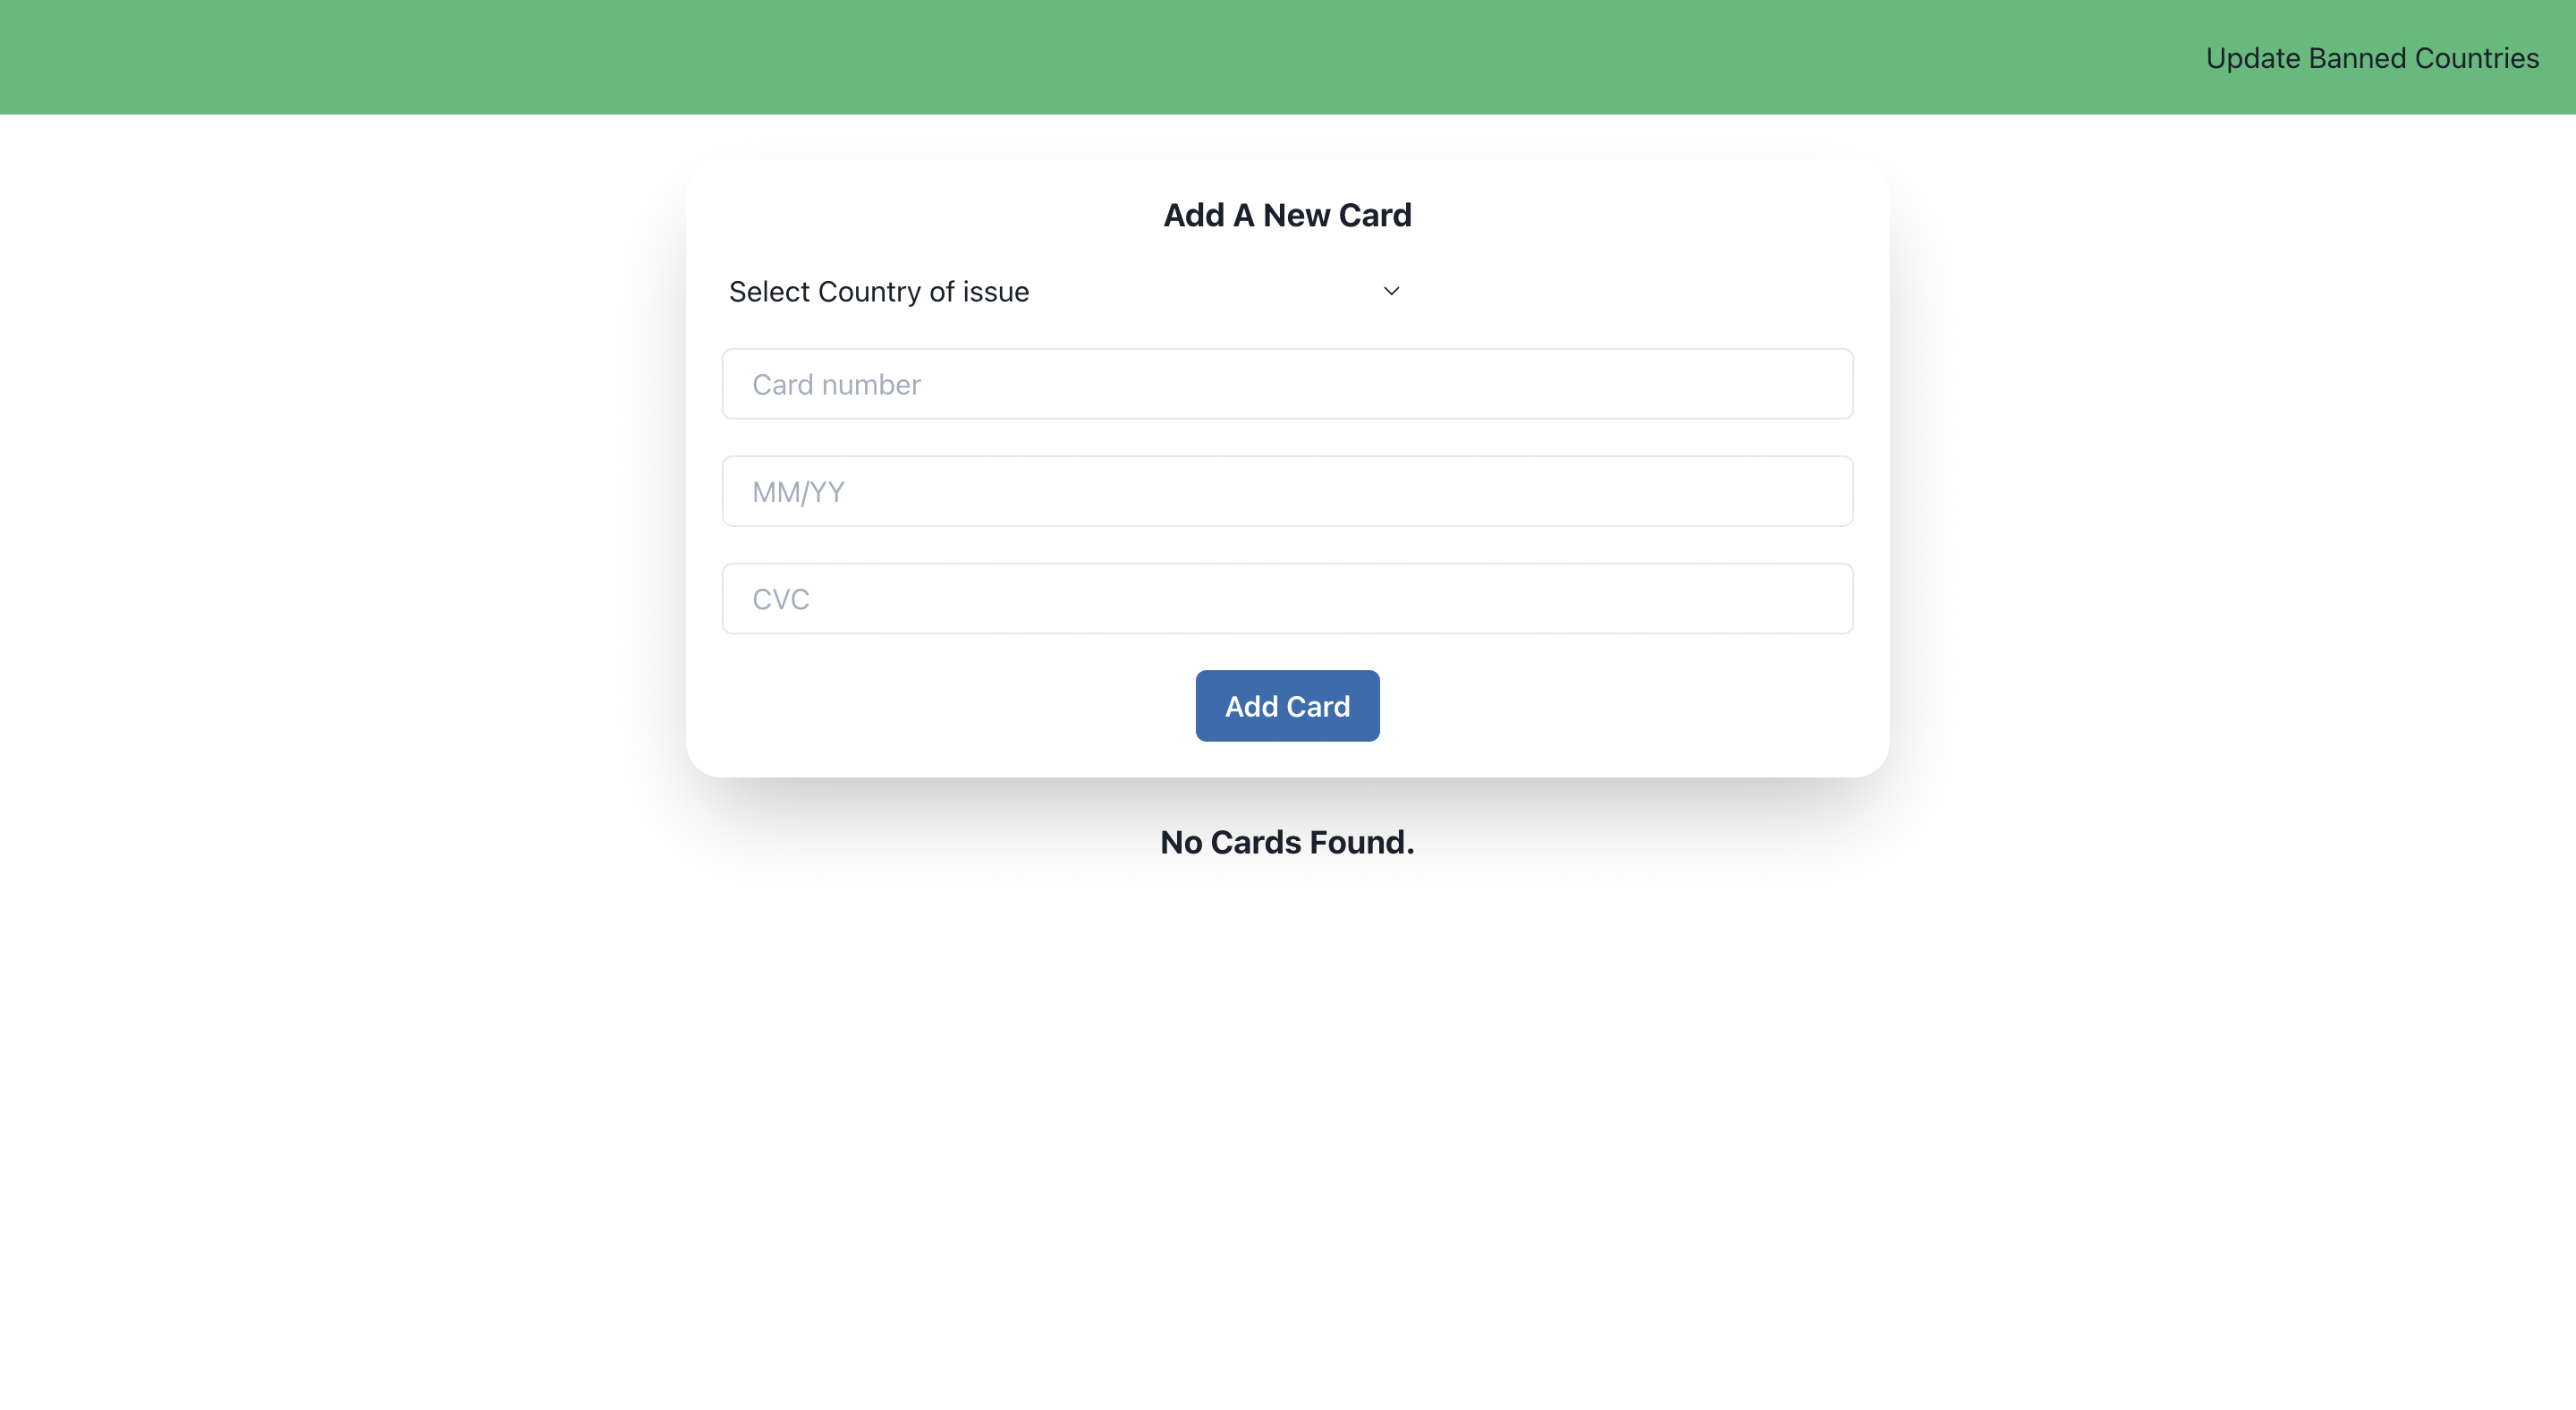 Update Banned Countries
Add A New Card
Select Country of issue
Card number
MM/YY
CVC
Add Card
No Cards Found.